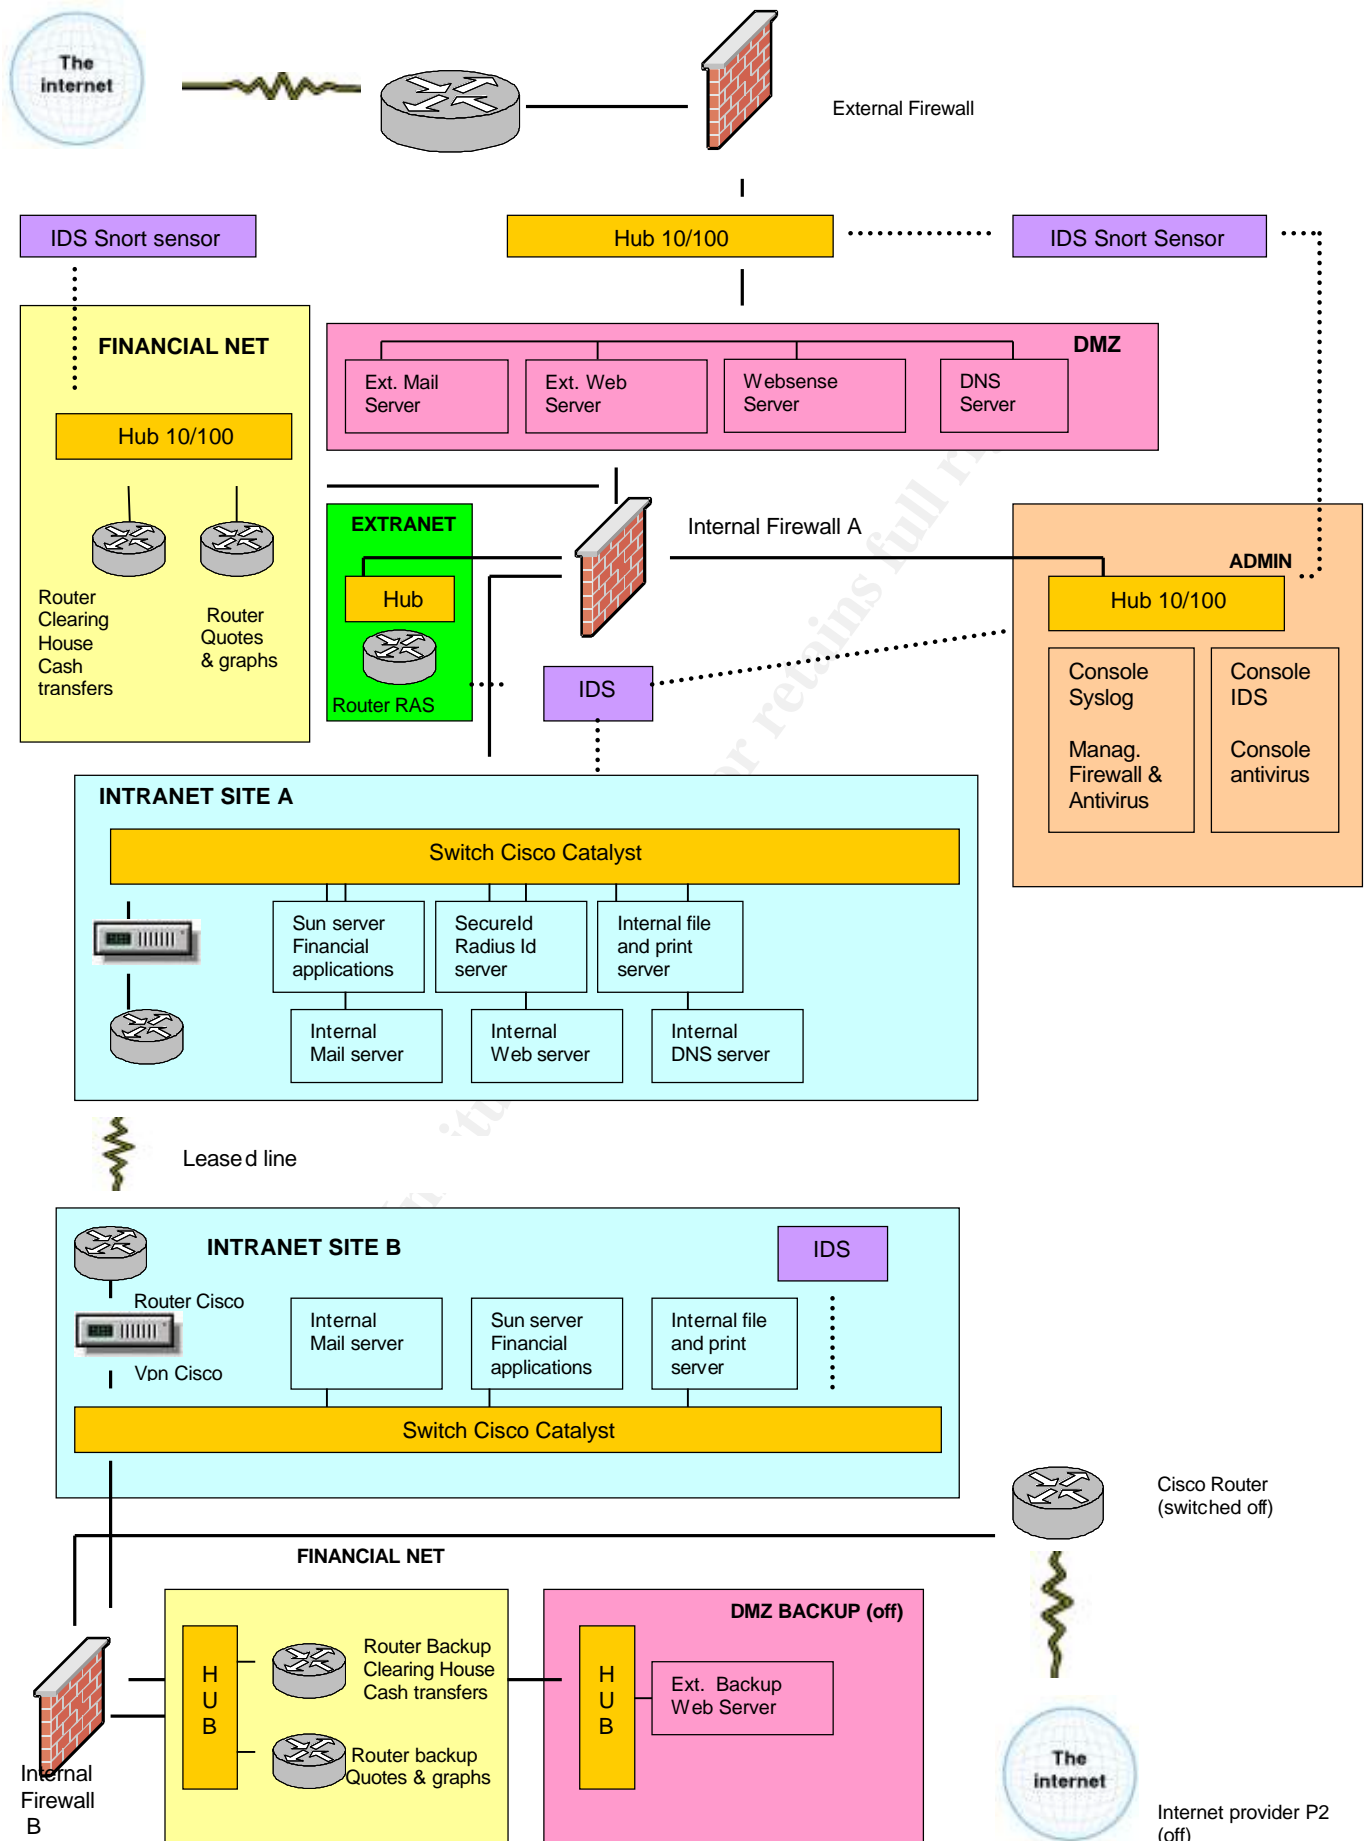 The
internet
External Firewall
IDS Snort sensor
Hub 10/100
IDS Snort Sensor
FINANCIAL NET
DMZ
Ext. Mail
Server
Ext. Web
Server
Websense
Server
DNS
Server
Hub 10/100
EXTRANET
Internal Firewall A
ADMIN
Hub
Hub 10/100
Router
Clearing
House
Cash
transfers
Router
Quotes
& graphs
Router RAS
IDS
Console
Syslog
Manag.
Firewall &
Antivirus
Console
IDS
Console
antivirus
INTRANET SITE A
Switch Cisco Catalyst
Sun server
Financial
applications
SecureId
Radius Id
server
Internal file
and print
server
Internal
Mail server
Internal
Web server
Internal
DNS server
Leased line
INTRANET SITE B
IDS
Router Cisco
Vpn Cisco
Internal
Mail server
Sun server
Financial
applications
Internal file
and print
server
Switch Cisco Catalyst
Cisco Router
(switched off)
FINANCIAL NET
DMZ BACKUP (off)
H
U
B
Router Backup
Clearing House
Cash transfers
Router backup
Quotes & graphs
H
U
B
Ext. Backup
Web Server
Internal
Firewall
B
The
internet
Internet provider P2
(off)
or retains full